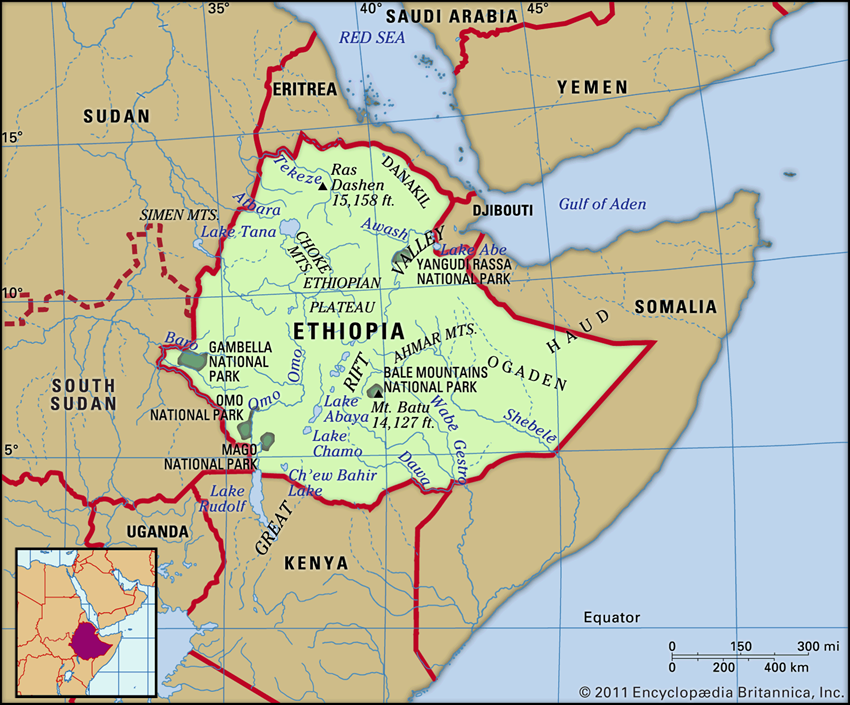 35°
40°
SAUDI ARABIA
45°
RED SEA
ERITREA
YEMEN
SUDAN
15°
Tekeze
Ras
Dashen
15,158 ft.
DANAKIL
Atbara
SIMEN MTS.
Lake Tana
DJIBOUTI
Gulf of Aden
Awash
CHOKE
MTS.
VALLEY
Lake Abe
YANGUDI RASSA
NATIONAL PARK
ETHIOPIAN
PLATEAU
10°
SOMALIA
HAUD
ETHIOPIA
Baro
GAMBELLA
NATIONAL
PARK
AHMAR MTS.
OGADEN
Omo
RIFT
BALE MOUNTAINS
NATIONAL PARK
SOUTH
SUDAN
OMO
NATIONAL PARK
Omo
Lake
Abaya
Mt. Batu
14,127 ft.
Wabē
Gestro
Shebelē
Lake
Chamo
5°
MAGO
NATIONAL PARK
Dawa
Ch'ew Bahir
Lake
Lake
Rudolf
GREAT
UGANDA
KENYA
Equator
0 150 300 mi
0 200 400 km
© 2011 Encyclopædia Britannica, Inc.